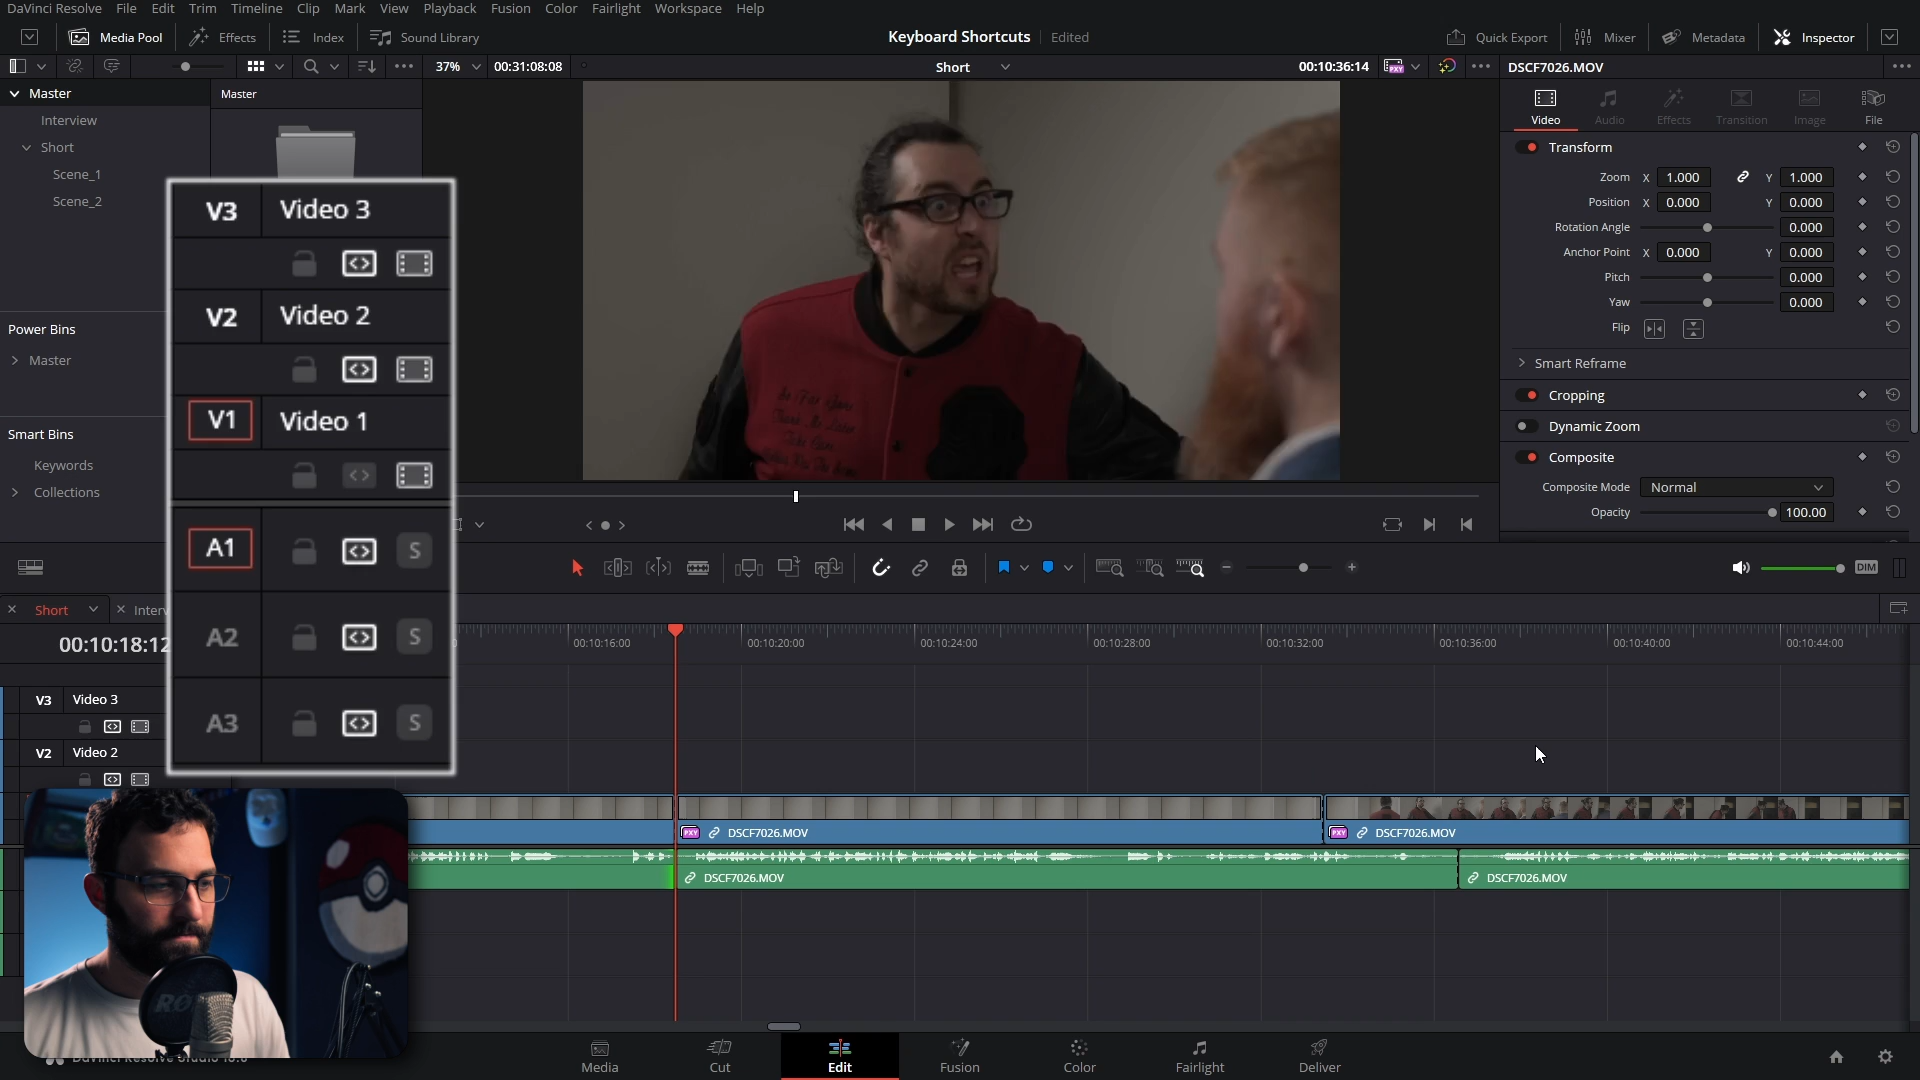 DaVinci Resolve File Edit Trim Timeline Clip Mark View Playback Fusion Color Fairlight Workspace Help
Media Pool Effects Index Sound Library Keyboard Shortcuts Edited Quick Export Mixer Metadata Inspector
37% 00:31:08:08 Short 00:10:36:14 DSCF7026.MOV
Master
Interview
Short
Scene_1
Scene_2
Power Bins
Master
Smart Bins
Keywords
Collections
Master
V3 Video 3
V2 Video 2
V1 Video 1
A1 S
A2 S
A3 S
Video Audio Effects Transition Image File
Transform
Zoom X 1.000 Y 1.000
Position X 0.000 Y 0.000
Rotation Angle 0.000
Anchor Point X 0.000 Y 0.000
Pitch 0.000
Yaw 0.000
Flip
Smart Reframe
Cropping
Dynamic Zoom
Composite
Composite Mode Normal
Opacity 100.00
DIM
Short
00:10:18:12
00:10:16:00 00:10:20:00 00:10:24:00 00:10:28:00 00:10:32:00 00:10:36:00 00:10:40:00 00:10:44:00
V3 Video 3
V2 Video 2
PXY DSCF7026.MOV PXY DSCF7026.MOV
DSCF7026.MOV DSCF7026.MOV
Media Cut Edit Fusion Color Fairlight Deliver